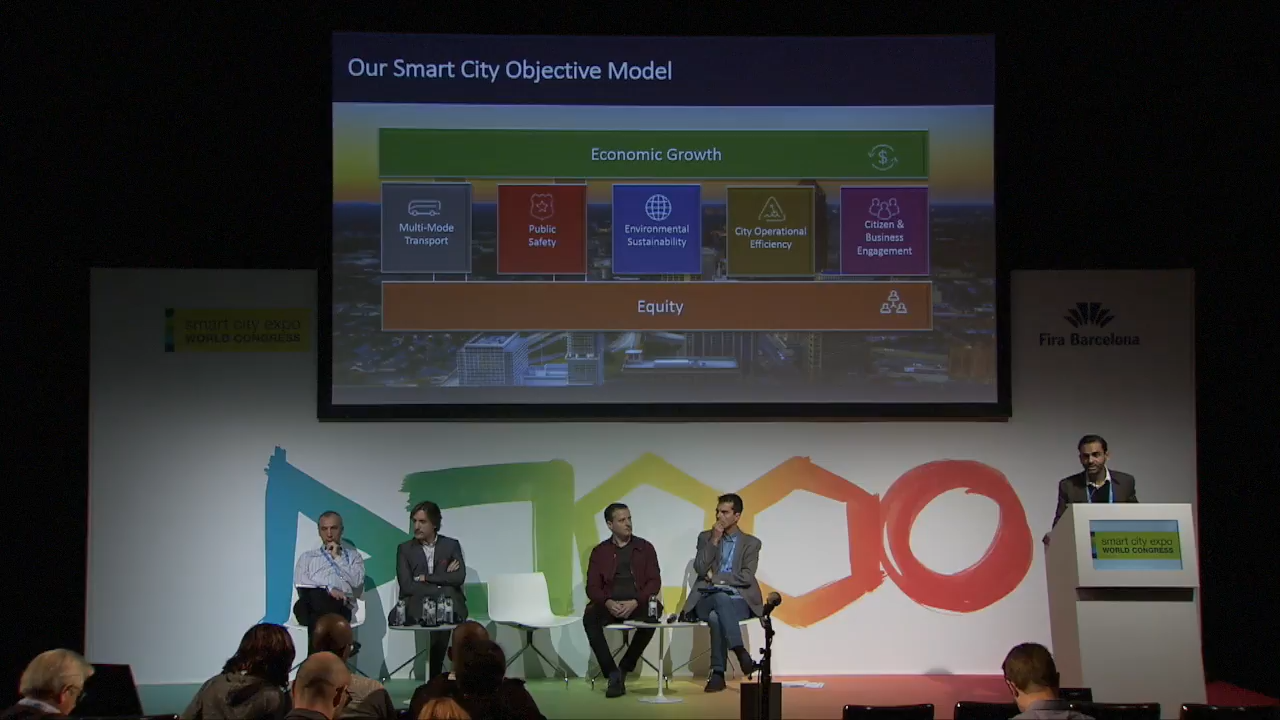 Our Smart City Objective Model
Economic Growth
$
Multi-Mode
Transport
Public
Safety
Environmental
Sustainability
City Operational
Efficiency
Citizen &
Business
Engagement
Equity
smart city expo
WORLD CONGRESS
Fira Barcelona
smart city expo
WORLD CONGRESS